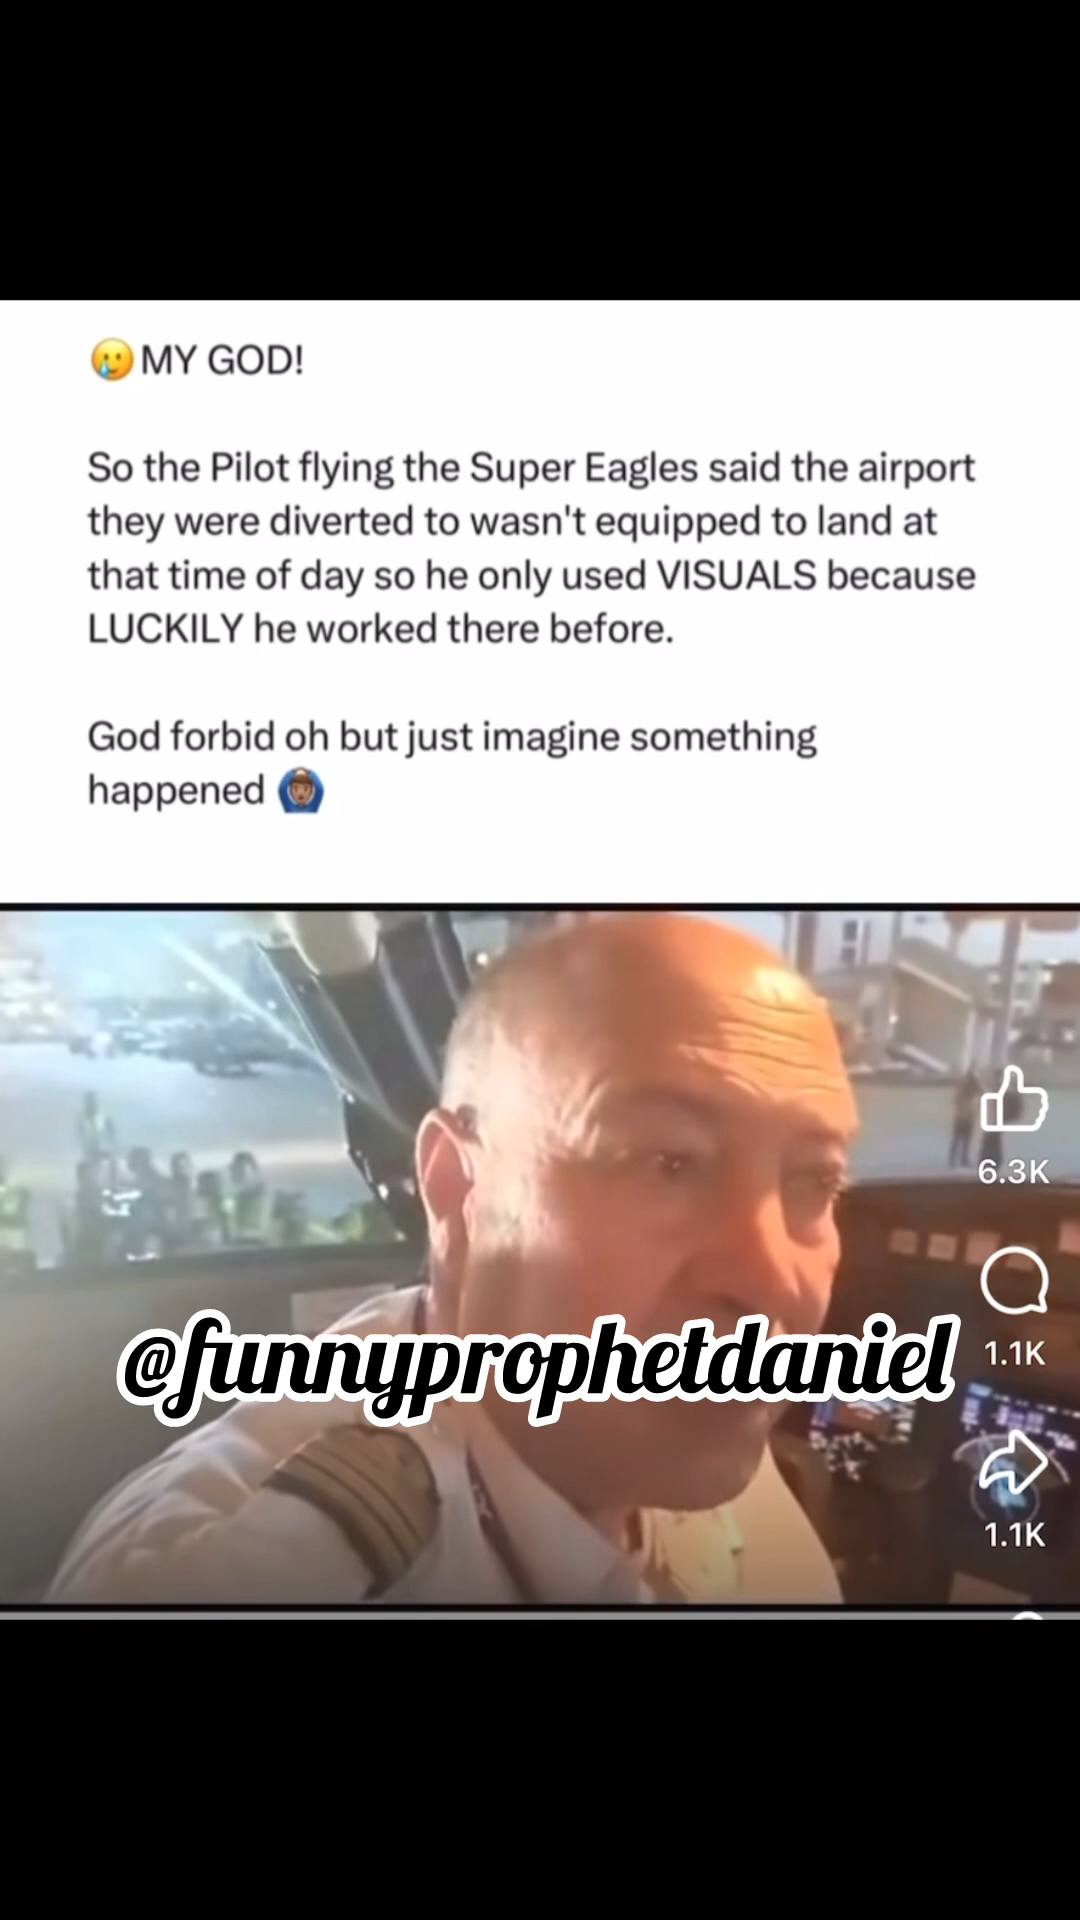 🥲MY GOD!
So the Pilot flying the Super Eagles said the airport
they were diverted to wasn't equipped to land at
that time of day so he only used VISUALS because
LUCKILY he worked there before.
God forbid oh but just imagine something
happened 🙆🏽‍♂️
6.3K
@funnyprophetdaniel
1.1K
1.1K